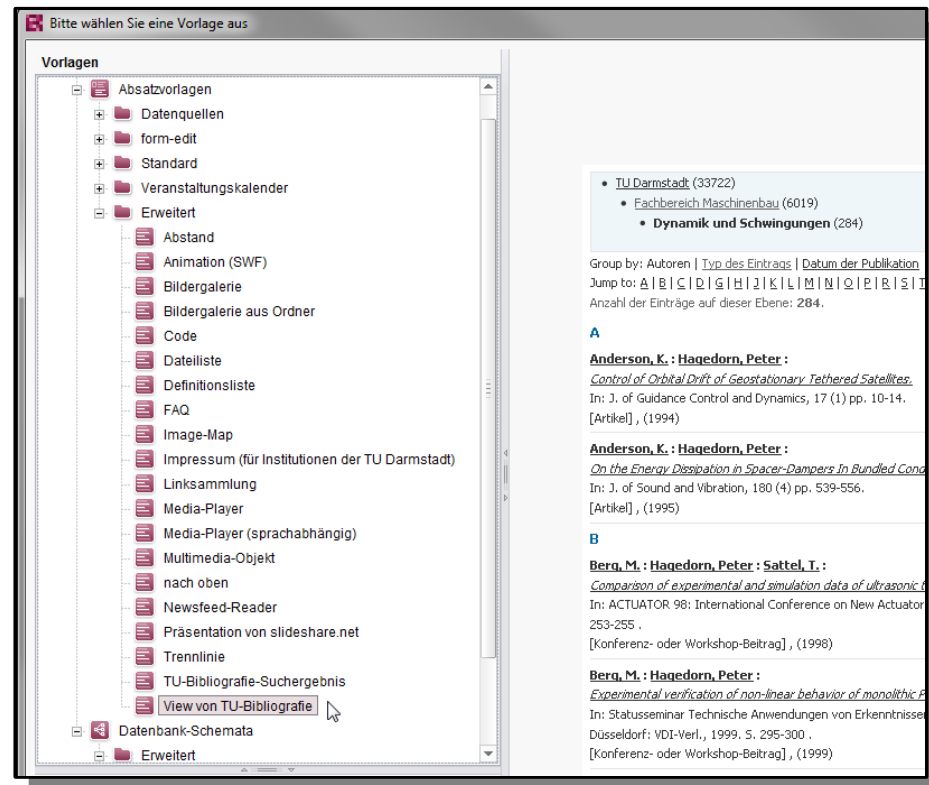 Bitte wählen Sie eine Vorlage aus
Vorlagen
Absatzvorlagen
Datenquellen
form-edit
Standard
Veranstaltungskalender
Erweitert
Abstand
Animation (SWF)
Bildergalerie
Bildergalerie aus Ordner
Code
Dateiliste
Definitionsliste
FAQ
Image-Map
Impressum (für Institutionen der TU Darmstadt)
Linksammlung
Media-Player
Media-Player (sprachabhängig)
Multimedia-Objekt
nach oben
Newsfeed-Reader
Präsentation von slideshare.net
Trennlinie
TU-Bibliografie-Suchergebnis
View von TU-Bibliografie
Datenbank-Schemata
Erweitert
• TU Darmstadt (33722)
• Fachbereich Maschinenbau (6019)
• Dynamik und Schwingungen (284)
Group by: Autoren | Typ des Eintrags | Datum der Publikation
Jump to: A | B | C | D | G | H | J | K | L | M | N | O | P | R | S | T
Anzahl der Einträge auf dieser Ebene: 284.
A
Anderson, K. : Hagedorn, Peter :
Control of Orbital Drift of Geostationary Tethered Satellites.
In: J. of Guidance Control and Dynamics, 17 (1) pp. 10-14.
[Artikel] , (1994)
Anderson, K. : Hagedorn, Peter :
On the Energy Dissipation in Spacer-Dampers In Bundled Cond
In: J. of Sound and Vibration, 180 (4) pp. 539-556.
[Artikel] , (1995)
B
Berg, M. : Hagedorn, Peter : Sattel, T. :
Comparison of experimental and simulation data of ultrasonic t
In: ACTUATOR 98: International Conference on New Actuator
253-255 .
[Konferenz- oder Workshop-Beitrag] , (1998)
Berg, M. : Hagedorn, Peter :
Experimental verification of non-linear behavior of monolithic P
In: Statusseminar Technische Anwendungen von Erkenntnisser
Düsseldorf: VDI-Verl., 1999. S. 295-300 .
[Konferenz- oder Workshop-Beitrag] , (1999)